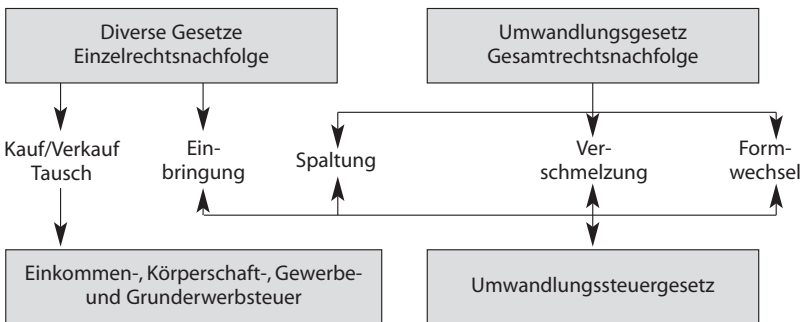 Diverse Gesetze
Einzelrechtsnachfolge
Umwandlungsgesetz
Gesamtrechtsnachfolge
Kauf/Verkauf
Tausch
Ein-
bringung
Spaltung
Ver-
schmelzung
Form-
wechsel
Einkommen-, Körperschaft-, Gewerbe-
und Grunderwerbsteuer
Umwandlungssteuergesetz